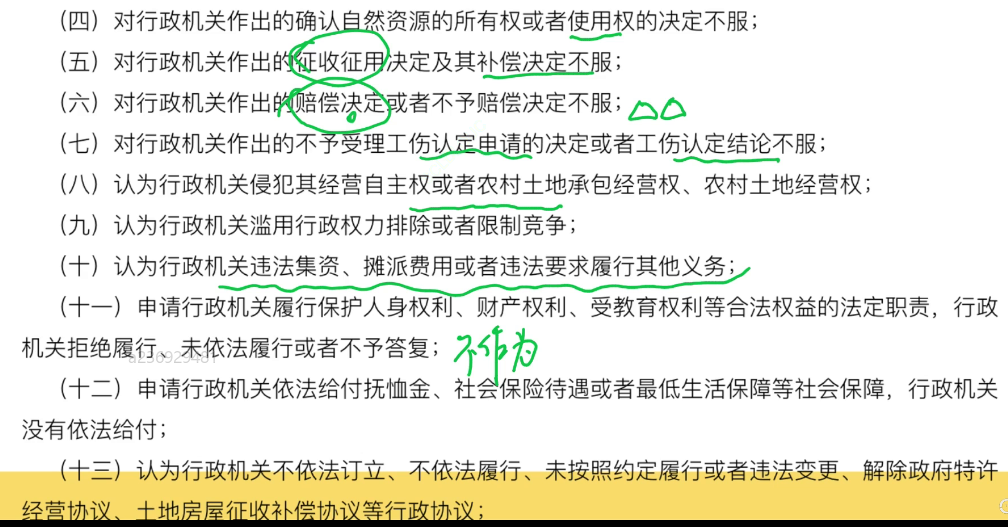 （四）对行政机关作出的确认自然资源的所有权或者使用权的决定不服；
（五）对行政机关作出的征收征用决定及其补偿决定不服；
（六）对行政机关作出的赔偿决定或者不予赔偿决定不服；
（七）对行政机关作出的不予受理工伤认定申请的决定或者工伤认定结论不服；
（八）认为行政机关侵犯其经营自主权或者农村土地承包经营权、农村土地经营权；
（九）认为行政机关滥用行政权力排除或者限制竞争；
（十）认为行政机关违法集资、摊派费用或者违法要求履行其他义务；
（十一）申请行政机关履行保护人身权利、财产权利、受教育权利等合法权益的法定职责，行政
机关拒绝履行、未依法履行或者不予答复；
不作为
（十二）申请行政机关依法给付抚恤金、社会保险待遇或者最低生活保障等社会保障，行政机关
没有依法给付；
（十三）认为行政机关不依法订立、不依法履行、未按照约定履行或者违法变更、解除政府特许
经营协议、土地房屋征收补偿协议等行政协议；